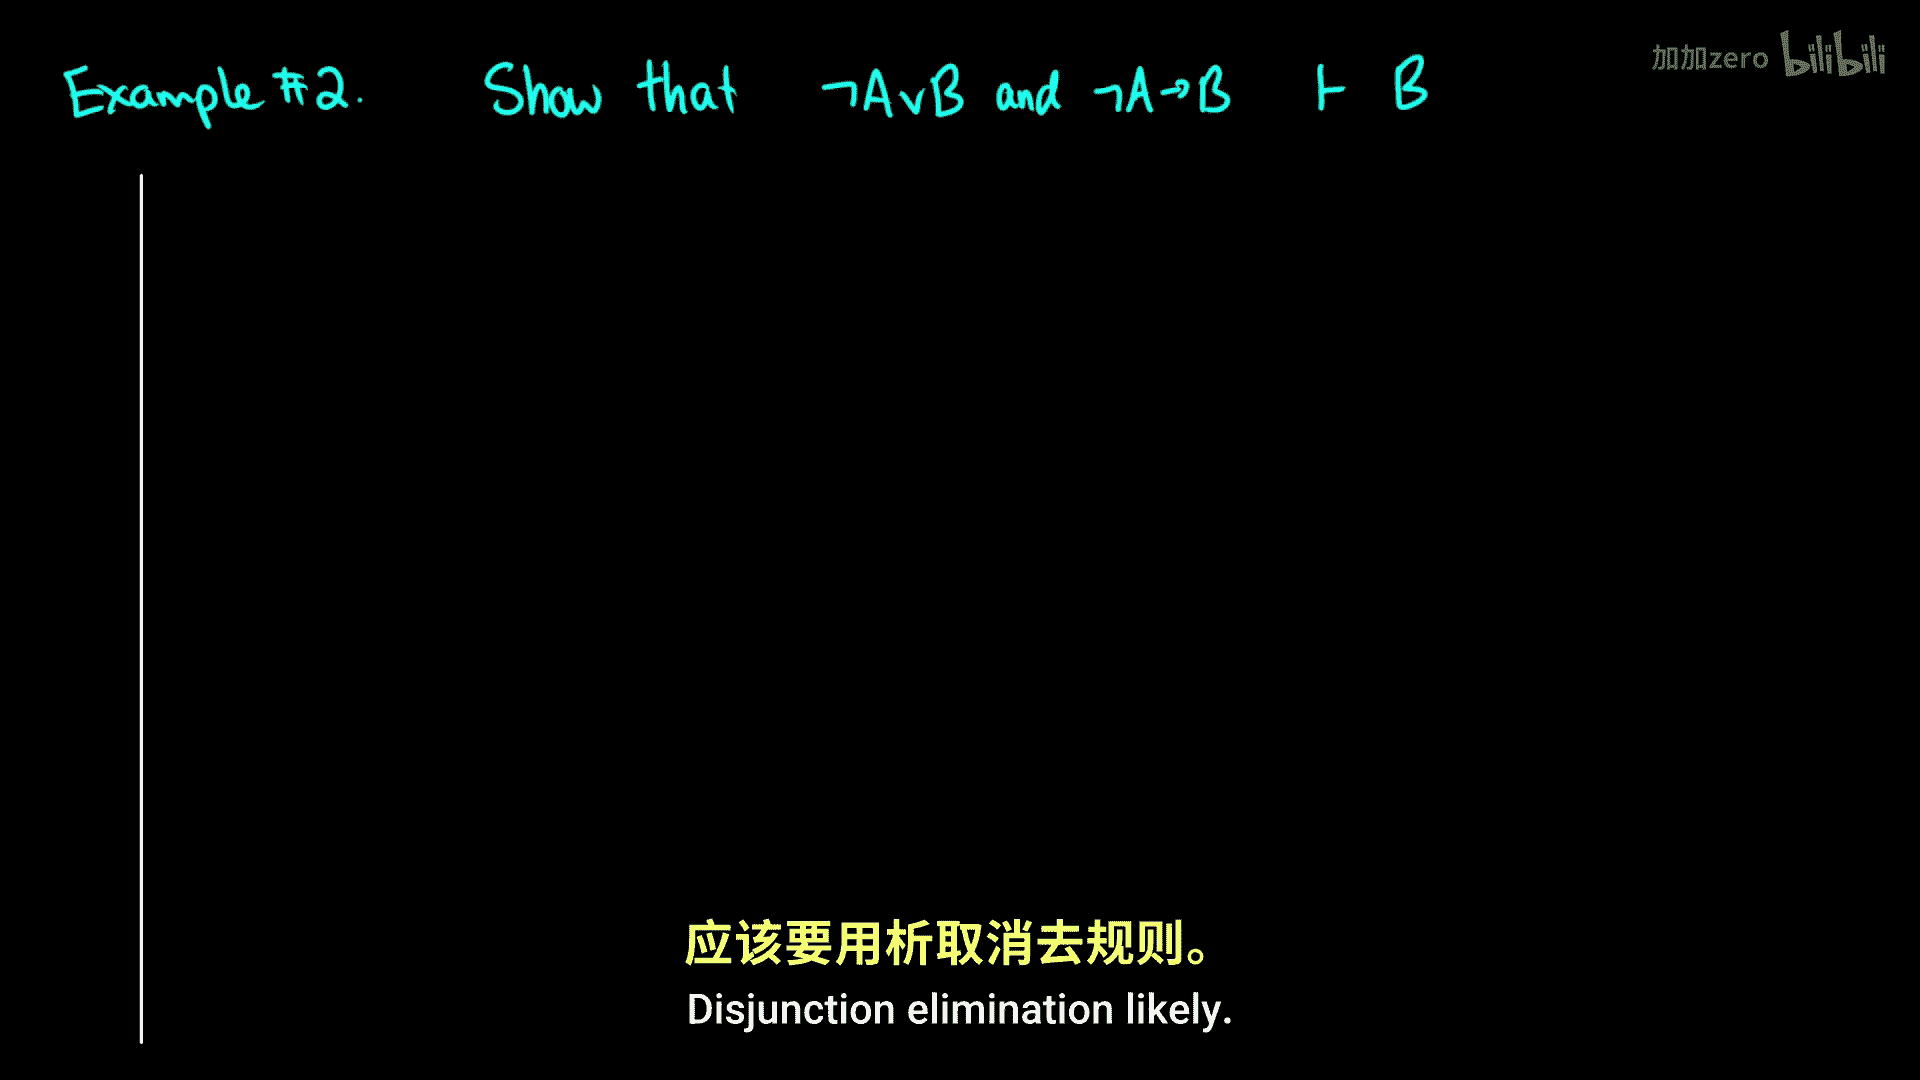 加加zero bilibili
Example #2. Show that ¬A∨B and ¬A→B ⊢ B
应该要用析取消去规则。
Disjunction elimination likely.